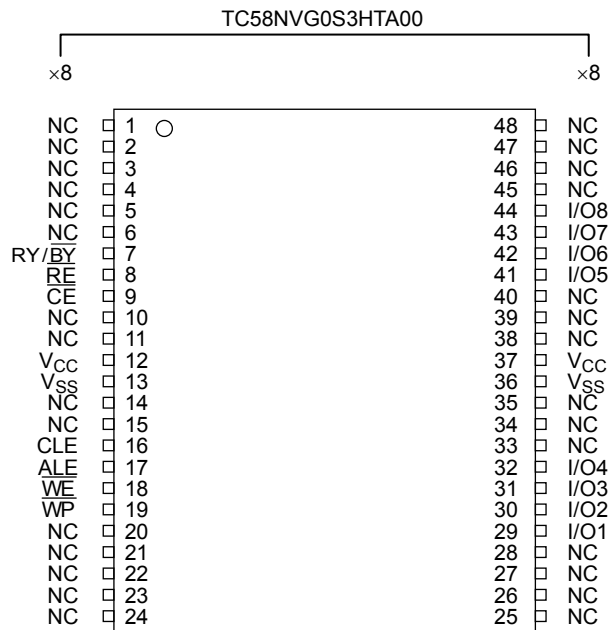 TC58NVG0S3HTA00
×8 ×8
NC 1 48 NC
NC 2 47 NC
NC 3 46 NC
NC 4 45 NC
NC 5 44 I/O8
NC 6 43 I/O7
RY/B̅Y̅ 7 42 I/O6
R̅E̅ 8 41 I/O5
C̅E̅ 9 40 NC
NC 10 39 NC
NC 11 38 NC
VCC 12 37 VCC
VSS 13 36 VSS
NC 14 35 NC
NC 15 34 NC
CLE 16 33 NC
ALE 17 32 I/O4
W̅E̅ 18 31 I/O3
W̅P̅ 19 30 I/O2
NC 20 29 I/O1
NC 21 28 NC
NC 22 27 NC
NC 23 26 NC
NC 24 25 NC